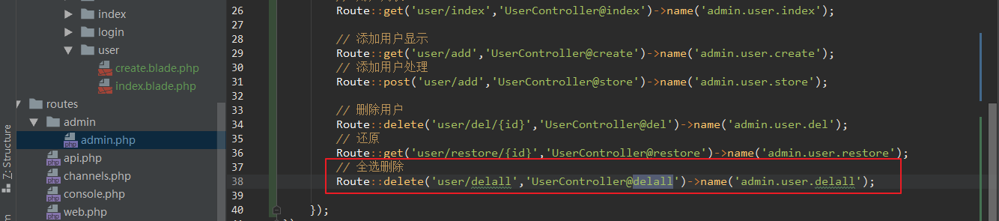 index
login
user
create.blade.php
index.blade.php
routes
admin
admin.php
api.php
channels.php
console.php
web.php
Z: Structure
26 Route::get('user/index','UserController@index')->name('admin.user.index');
27
28 // 添加用户显示
29 Route::get('user/add','UserController@create')->name('admin.user.create');
30 // 添加用户处理
31 Route::post('user/add','UserController@store')->name('admin.user.store');
32
33 // 删除用户
34 Route::delete('user/del/{id}','UserController@del')->name('admin.user.del');
35 // 还原
36 Route::get('user/restore/{id}','UserController@restore')->name('admin.user.restore');
37 // 全选删除
38 Route::delete('user/delall','UserController@delall')->name('admin.user.delall');
39
40 });